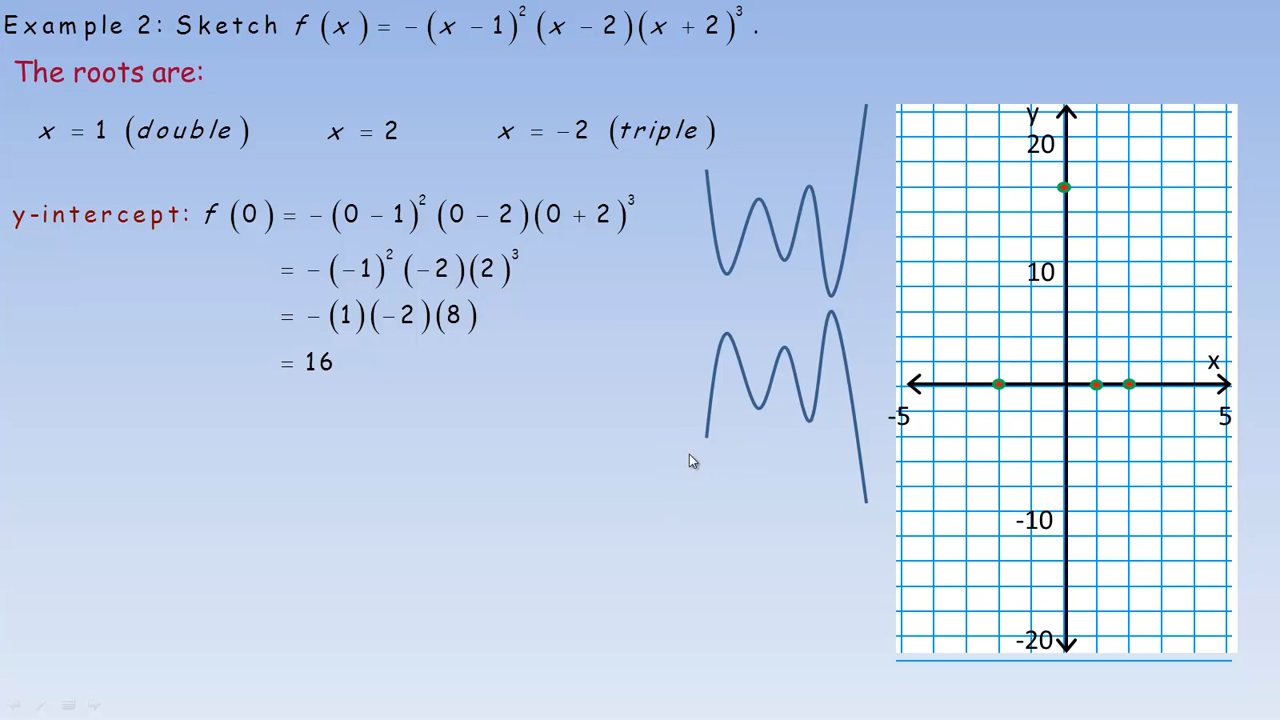 Example 2: Sketch f(x) = −(x − 1)²(x − 2)(x + 2)³.
The roots are:
x = 1 (double) x = 2 x = −2 (triple)
y-intercept: f(0) = −(0 − 1)²(0 − 2)(0 + 2)³
= −(−1)²(−2)(2)³
= −(1)(−2)(8)
= 16
y
20
10
x
-5 5
-10
-20